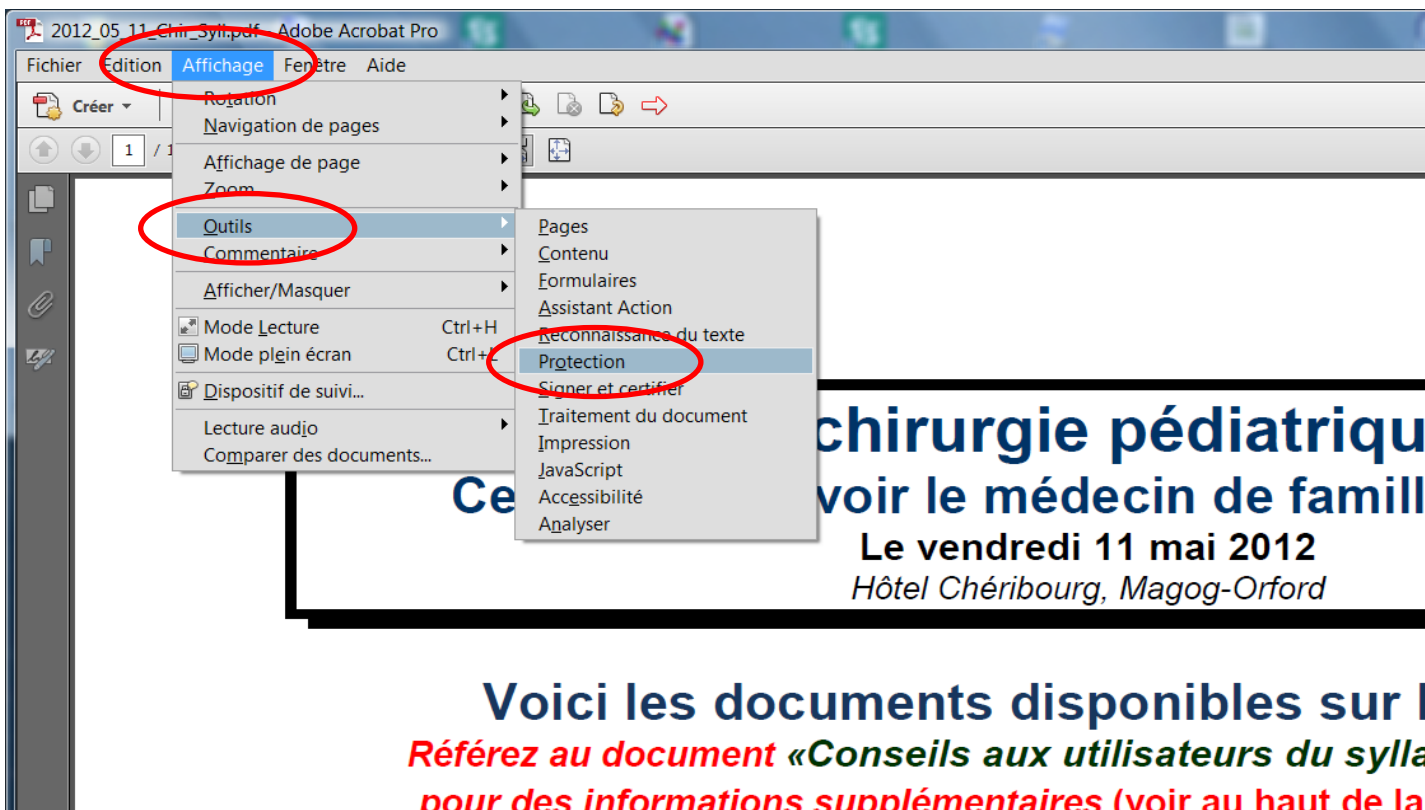 2012_05_11_Chir_Syll.pdf - Adobe Acrobat Pro
Fichier Edition Affichage Fenêtre Aide
Créer
1 / 1
Rotation
Navigation de pages
Affichage de page
Zoom
Outils
Commentaire
Afficher/Masquer
Mode Lecture Ctrl+H
Mode plein écran Ctrl+L
Dispositif de suivi...
Lecture audio
Comparer des documents...
Pages
Contenu
Formulaires
Assistant Action
Reconnaissance du texte
Protection
Signer et certifier
Traitement du document
Impression
JavaScript
Accessibilité
Analyser
chirurgie pédiatriqu
Ce voir le médecin de famill
Le vendredi 11 mai 2012
Hôtel Chéribourg, Magog-Orford
Voici les documents disponibles sur l
Référez au document «Conseils aux utilisateurs du sylla
pour des informations supplémentaires (voir au haut de la